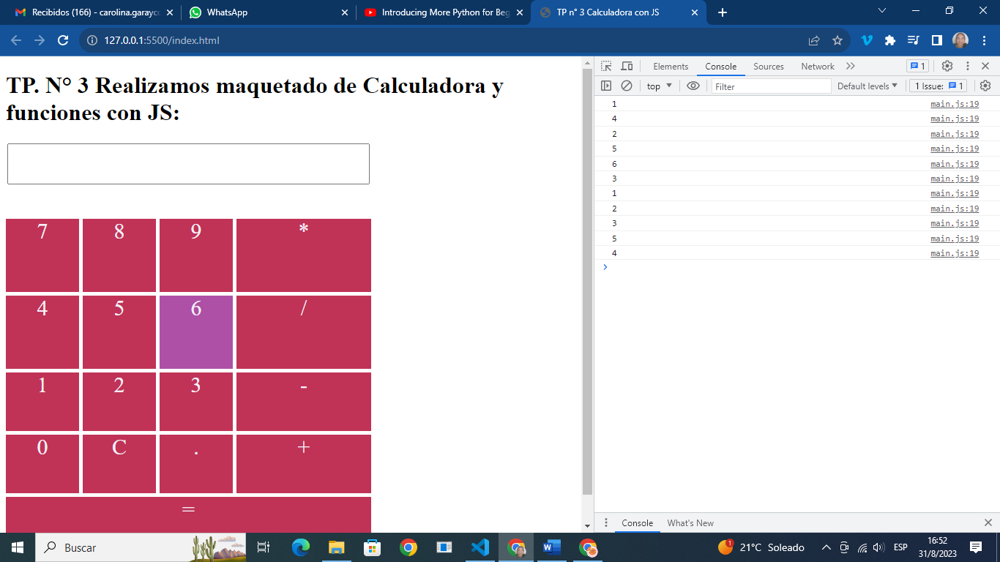 Recibidos (166) - carolina.garayco
WhatsApp
Introducing More Python for Beg
TP n° 3 Calculadora con JS
127.0.0.1:5500/index.html
TP. N° 3 Realizamos maquetado de Calculadora y
funciones con JS:
7 8 9 *
4 5 6 /
1 2 3 -
0 C . +
=
Elements Console Sources Network 1
top Filter Default levels 1 Issue: 1
1 main.js:19
4 main.js:19
2 main.js:19
5 main.js:19
6 main.js:19
3 main.js:19
1 main.js:19
2 main.js:19
3 main.js:19
5 main.js:19
4 main.js:19
Console What's New
Buscar
1 21°C Soleado ESP 16:52
31/8/2023